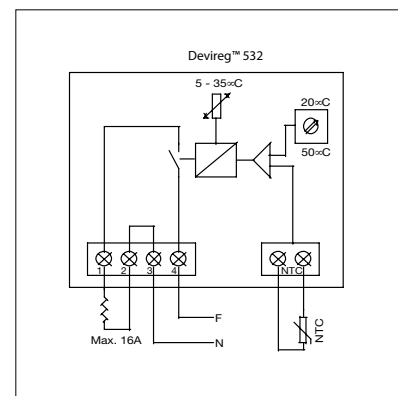 Devireg™ 532
5 - 35∞C
20∞C
50∞C
1 2 3 4
NTC
F
Max. 16A
N
NTC